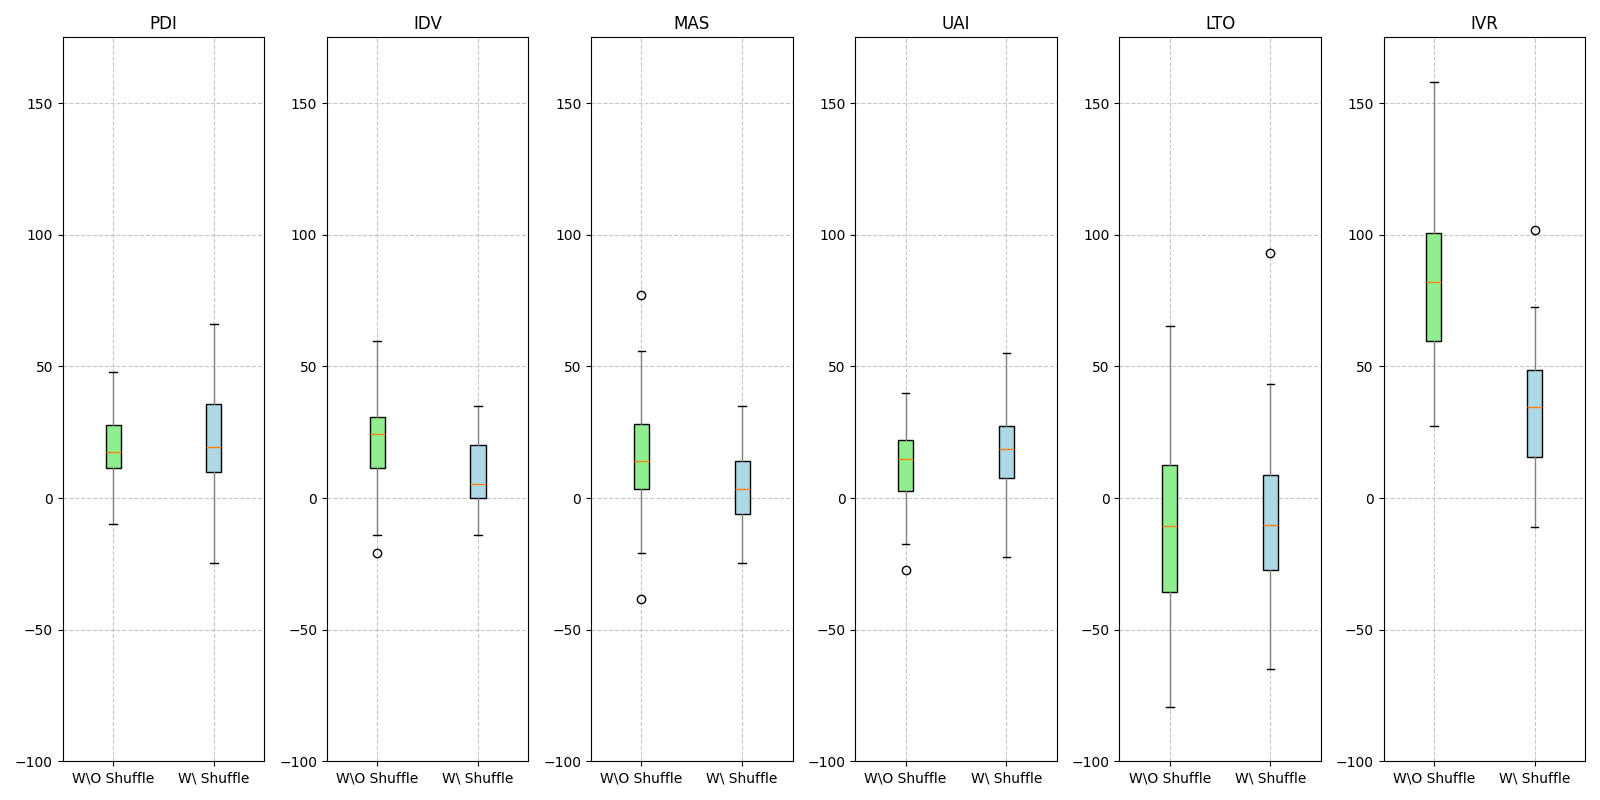 PDI IDV MAS UAI LTO IVR
150 150 150 150 150 150
100 100 100 100 100 100
50 50 50 50 50 50
0 0 0 0 0 0
−50 −50 −50 −50 −50 −50
−100 −100 −100 −100 −100 −100
W\O Shuffle W\ Shuffle W\O Shuffle W\ Shuffle W\O Shuffle W\ Shuffle W\O Shuffle W\ Shuffle W\O Shuffle W\ Shuffle W\O Shuffle W\ Shuffle